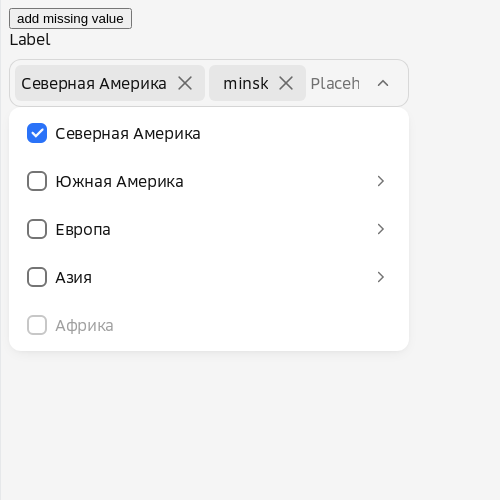 add missing value
Label
Северная Америка minsk Placeh
Северная Америка
Южная Америка
Европа
Азия
Африка